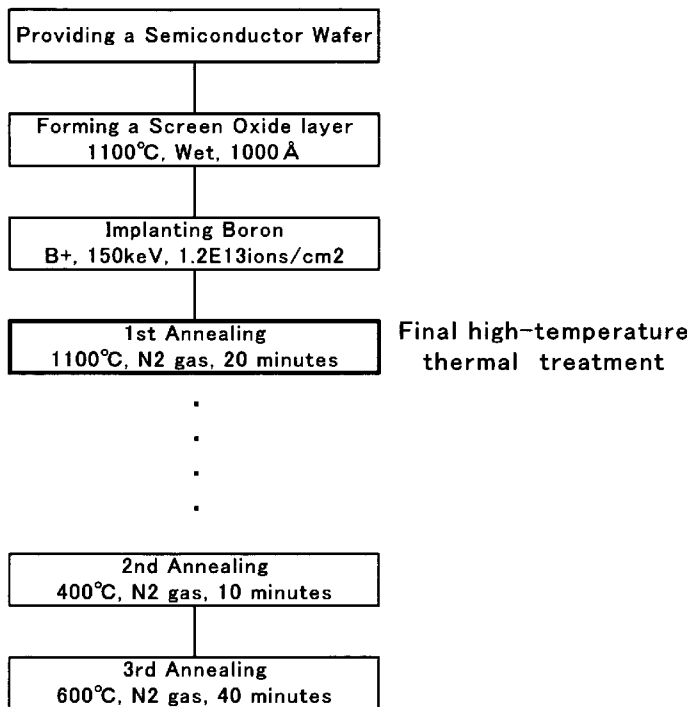 Providing a Semiconductor Wafer
Forming a Screen Oxide layer
1100℃, Wet, 1000Å
Implanting Boron
B+, 150keV, 1.2E13ions/cm2
1st Annealing
1100℃, N2 gas, 20 minutes
Final high-temperature
thermal treatment
2nd Annealing
400℃, N2 gas, 10 minutes
3rd Annealing
600℃, N2 gas, 40 minutes